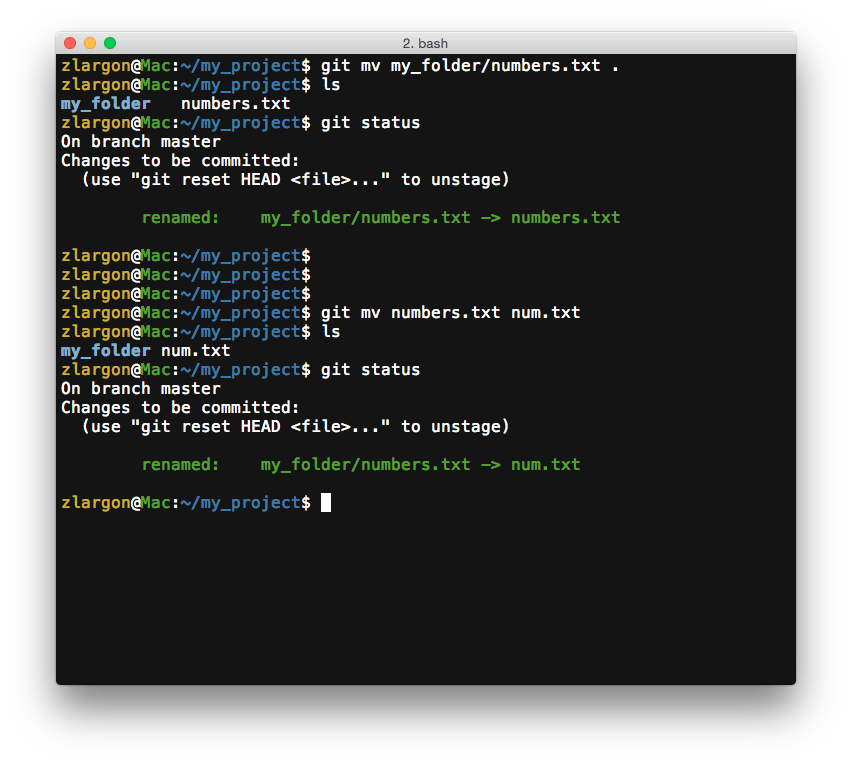 2. bash
zlargon@Mac:~/my_project$ git mv my_folder/numbers.txt .
zlargon@Mac:~/my_project$ ls
my_folder   numbers.txt
zlargon@Mac:~/my_project$ git status
On branch master
Changes to be committed:
  (use "git reset HEAD <file>..." to unstage)
        renamed:    my_folder/numbers.txt -> numbers.txt
zlargon@Mac:~/my_project$
zlargon@Mac:~/my_project$
zlargon@Mac:~/my_project$
zlargon@Mac:~/my_project$ git mv numbers.txt num.txt
zlargon@Mac:~/my_project$ ls
my_folder num.txt
zlargon@Mac:~/my_project$ git status
On branch master
Changes to be committed:
  (use "git reset HEAD <file>..." to unstage)
        renamed:    my_folder/numbers.txt -> num.txt
zlargon@Mac:~/my_project$